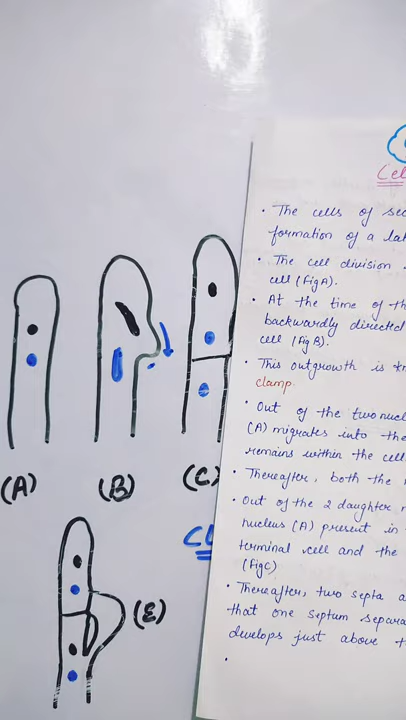 Cel
• The cells of sec
formation of a lat
• The cell division
cell (Fig A).
• At the time of th
backwardly directed
cell (Fig B).
• This outgrowth is
clamp.
• Out of the two nucl
(A) migrates into the
remains within the cell
• Thereafter, both the
• Out of the 2 daughter
nucleus (A) present in
terminal cell and the
(Fig C)
• Thereafter, two septa a
that one septum separa
develops just above t
(A) (B) (C)
CL
(E)